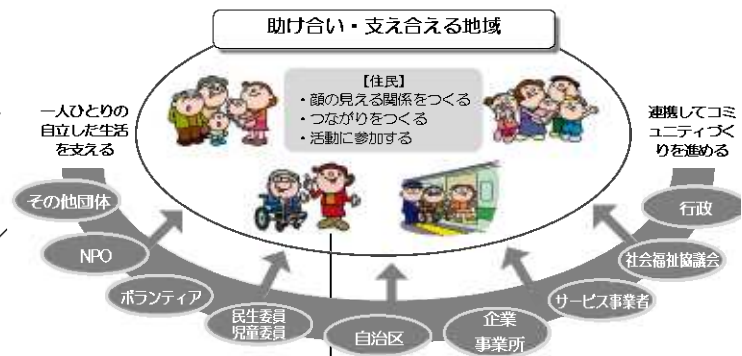 助け合い・支え合える地域
【住民】
・顔の見える関係をつくる
・つながりをつくる
・活動に参加する
一人ひとりの
自立した生活
を支える
連携してコミ
ュニティづく
りを進める
その他団体
NPO
ボランティア
民生委員
児童委員
自治区
企業
事業所
サービス事業者
社会福祉協議会
行政